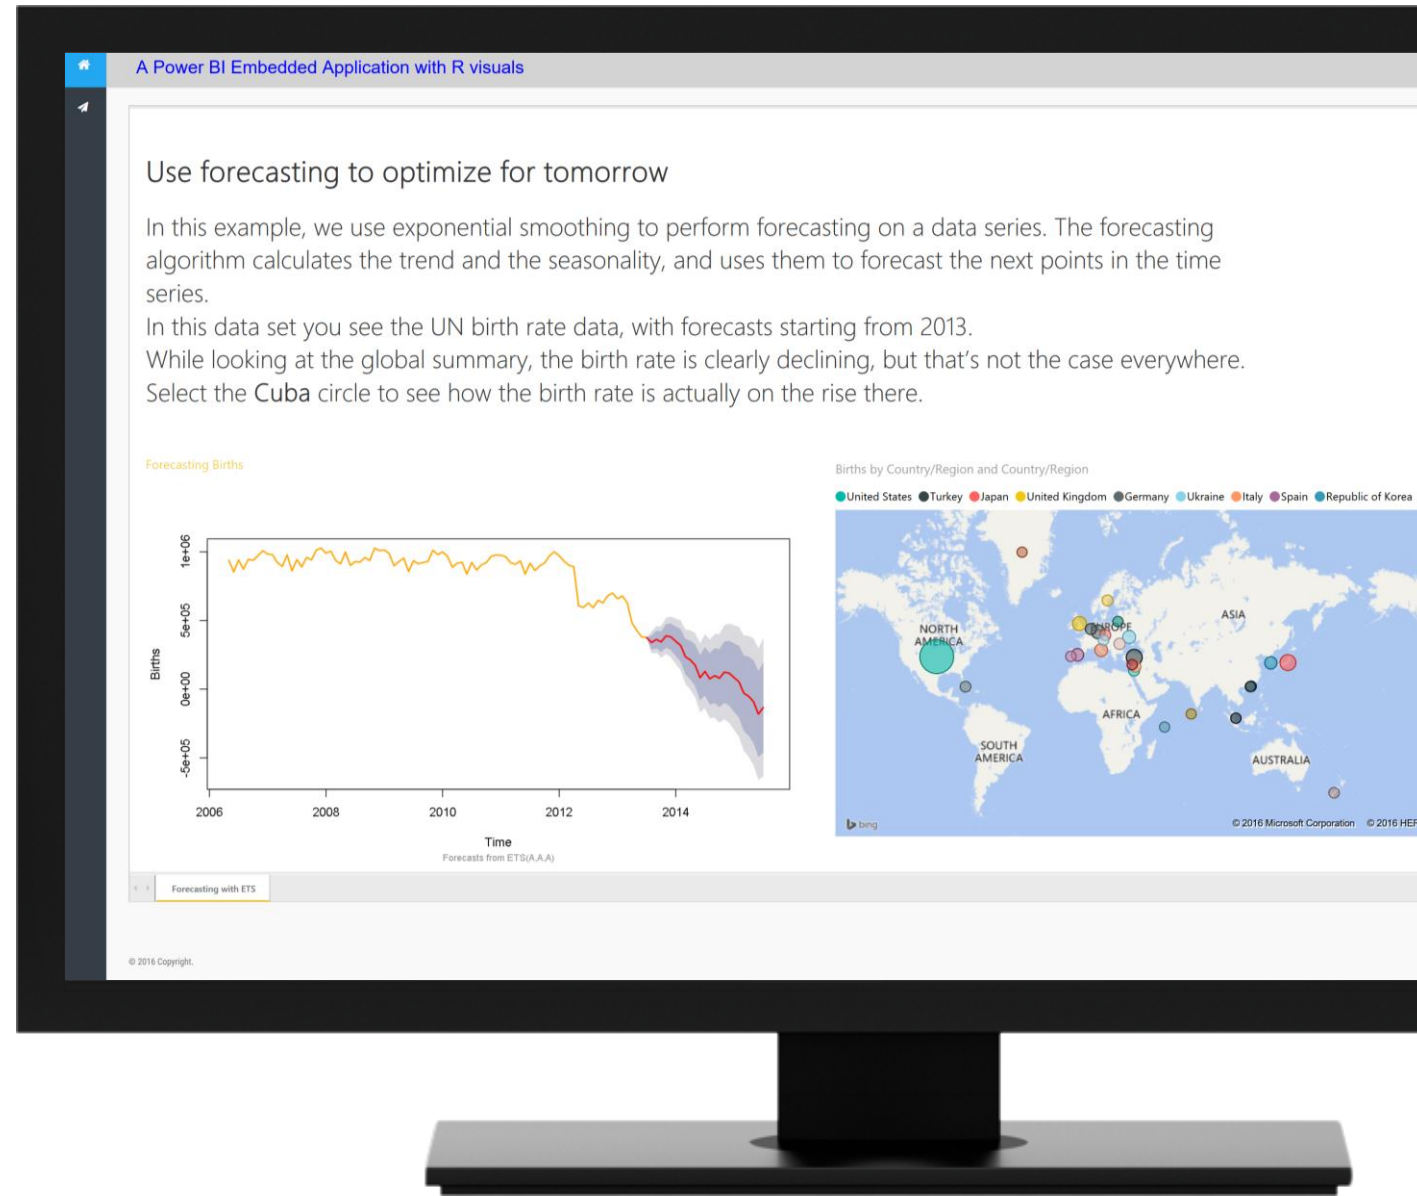 A Power BI Embedded Application with R visuals
Use forecasting to optimize for tomorrow
In this example, we use exponential smoothing to perform forecasting on a data series. The forecasting
algorithm calculates the trend and the seasonality, and uses them to forecast the next points in the time
series.
In this data set you see the UN birth rate data, with forecasts starting from 2013.
While looking at the global summary, the birth rate is clearly declining, but that's not the case everywhere.
Select the Cuba circle to see how the birth rate is actually on the rise there.
Forecasting Births
1e+06
5e+05
0e+00
-5e+05
Births
2006 2008 2010 2012 2014
Time
Forecasts from ETS(A,A,A)
Births by Country/Region and Country/Region
United States Turkey Japan United Kingdom Germany Ukraine Italy Spain Republic of Korea
NORTH
AMERICA
EUROPE
ASIA
AFRICA
SOUTH
AMERICA
AUSTRALIA
bing
© 2016 Microsoft Corporation © 2016 HER
Forecasting with ETS
© 2016 Copyright.